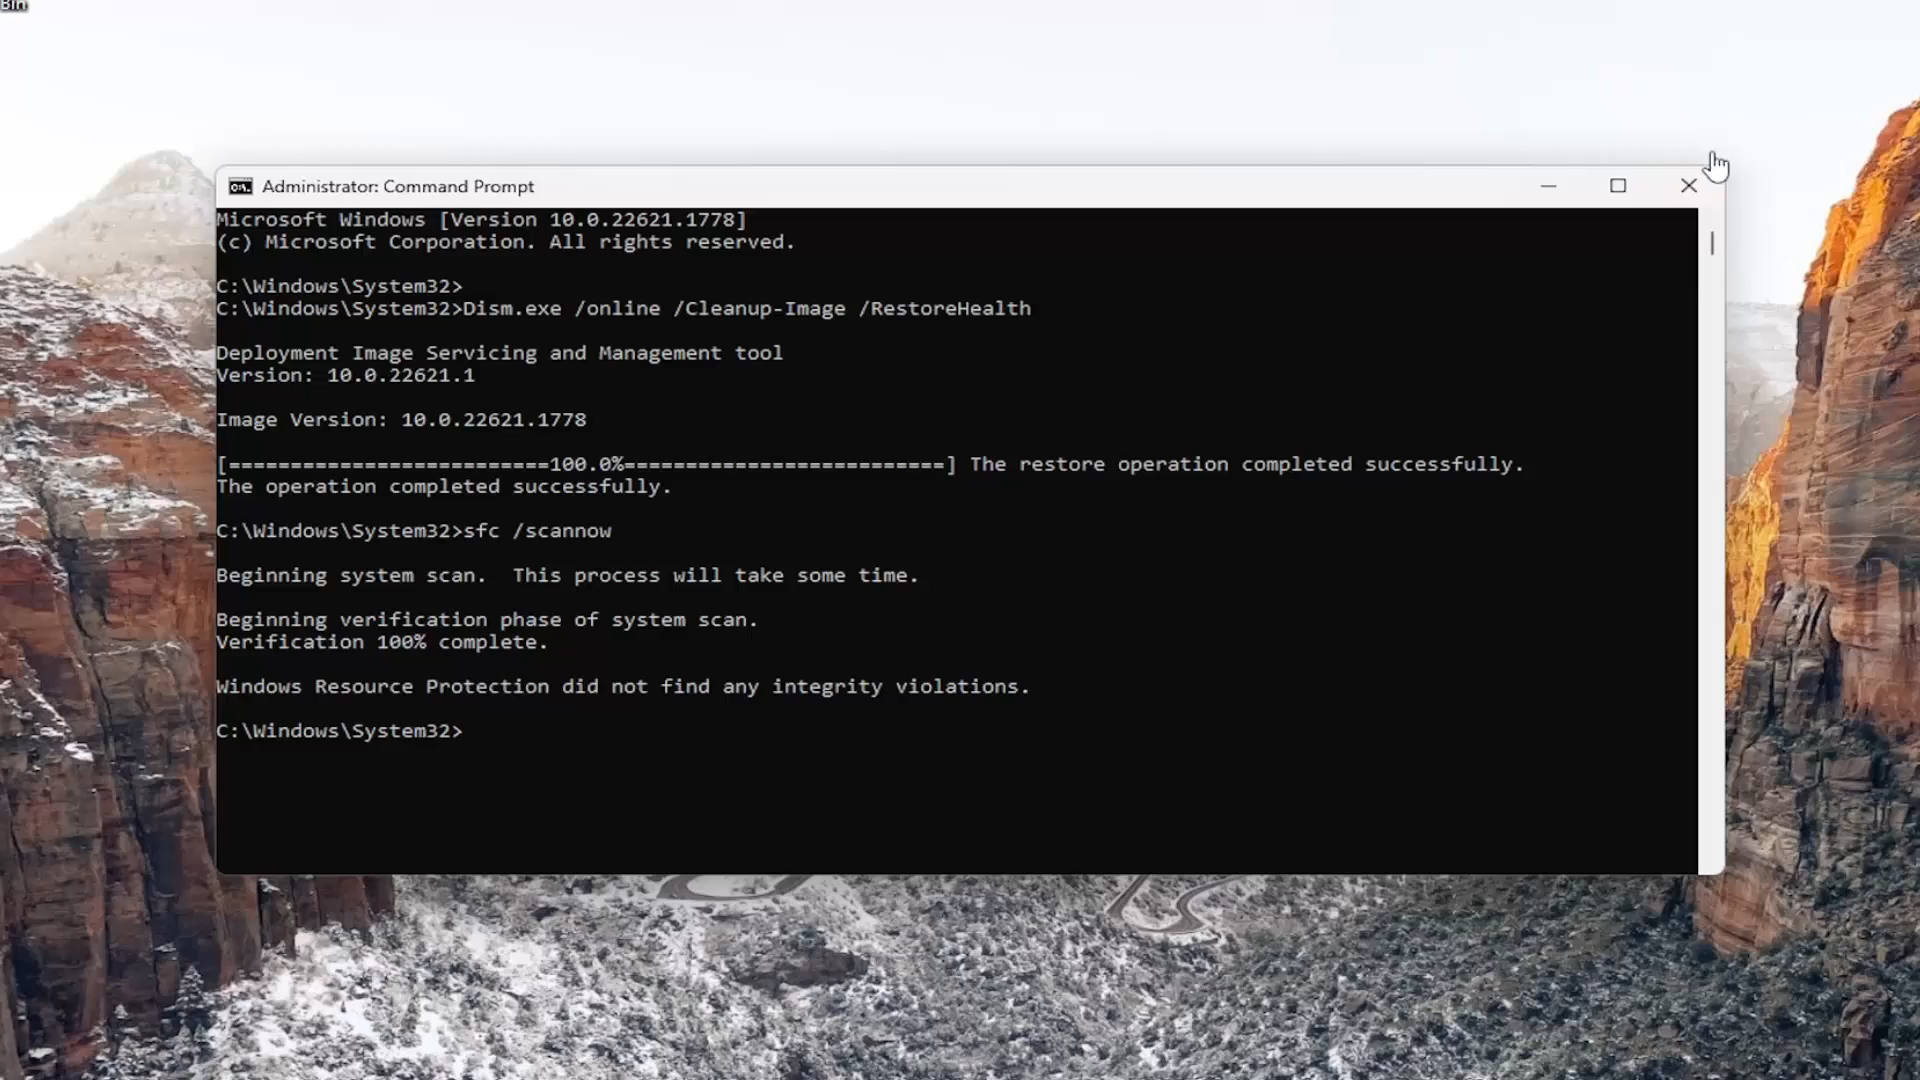 Bin
Administrator: Command Prompt
Microsoft Windows [Version 10.0.22621.1778]
(c) Microsoft Corporation. All rights reserved.
C:\Windows\System32>
C:\Windows\System32>Dism.exe /online /Cleanup-Image /RestoreHealth
Deployment Image Servicing and Management tool
Version: 10.0.22621.1
Image Version: 10.0.22621.1778
[==========================100.0%==========================] The restore operation completed successfully.
The operation completed successfully.
C:\Windows\System32>sfc /scannow
Beginning system scan.  This process will take some time.
Beginning verification phase of system scan.
Verification 100% complete.
Windows Resource Protection did not find any integrity violations.
C:\Windows\System32>